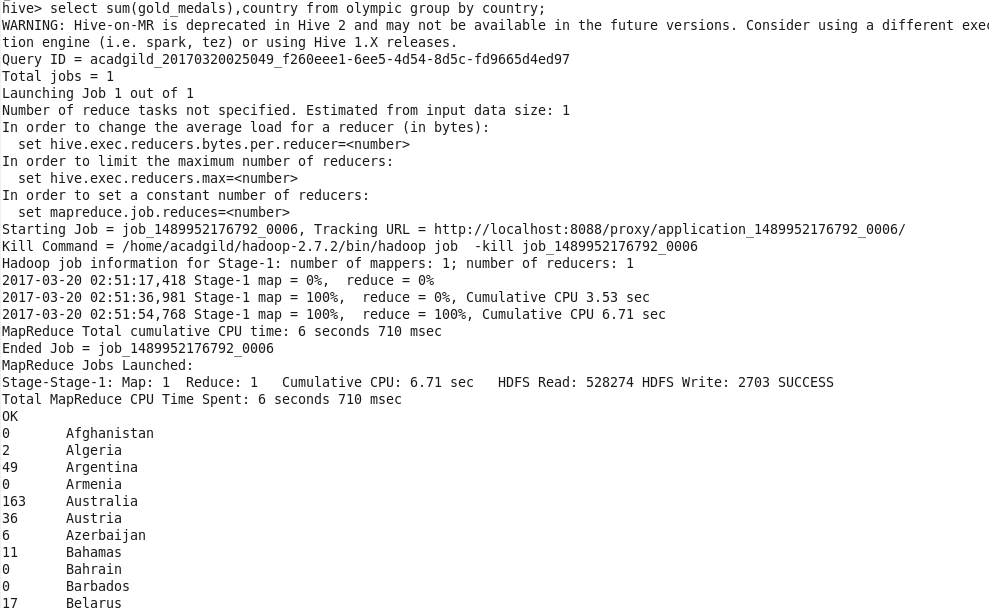 hive> select sum(gold_medals),country from olympic group by country;
WARNING: Hive-on-MR is deprecated in Hive 2 and may not be available in the future versions. Consider using a different exec
tion engine (i.e. spark, tez) or using Hive 1.X releases.
Query ID = acadgild_20170320025049_f260eee1-6ee5-4d54-8d5c-fd9665d4ed97
Total jobs = 1
Launching Job 1 out of 1
Number of reduce tasks not specified. Estimated from input data size: 1
In order to change the average load for a reducer (in bytes):
  set hive.exec.reducers.bytes.per.reducer=<number>
In order to limit the maximum number of reducers:
  set hive.exec.reducers.max=<number>
In order to set a constant number of reducers:
  set mapreduce.job.reduces=<number>
Starting Job = job_1489952176792_0006, Tracking URL = http://localhost:8088/proxy/application_1489952176792_0006/
Kill Command = /home/acadgild/hadoop-2.7.2/bin/hadoop job  -kill job_1489952176792_0006
Hadoop job information for Stage-1: number of mappers: 1; number of reducers: 1
2017-03-20 02:51:17,418 Stage-1 map = 0%,  reduce = 0%
2017-03-20 02:51:36,981 Stage-1 map = 100%,  reduce = 0%, Cumulative CPU 3.53 sec
2017-03-20 02:51:54,768 Stage-1 map = 100%,  reduce = 100%, Cumulative CPU 6.71 sec
MapReduce Total cumulative CPU time: 6 seconds 710 msec
Ended Job = job_1489952176792_0006
MapReduce Jobs Launched:
Stage-Stage-1: Map: 1  Reduce: 1   Cumulative CPU: 6.71 sec   HDFS Read: 528274 HDFS Write: 2703 SUCCESS
Total MapReduce CPU Time Spent: 6 seconds 710 msec
OK
0       Afghanistan
2       Algeria
49      Argentina
0       Armenia
163     Australia
36      Austria
6       Azerbaijan
11      Bahamas
0       Bahrain
0       Barbados
17      Belarus